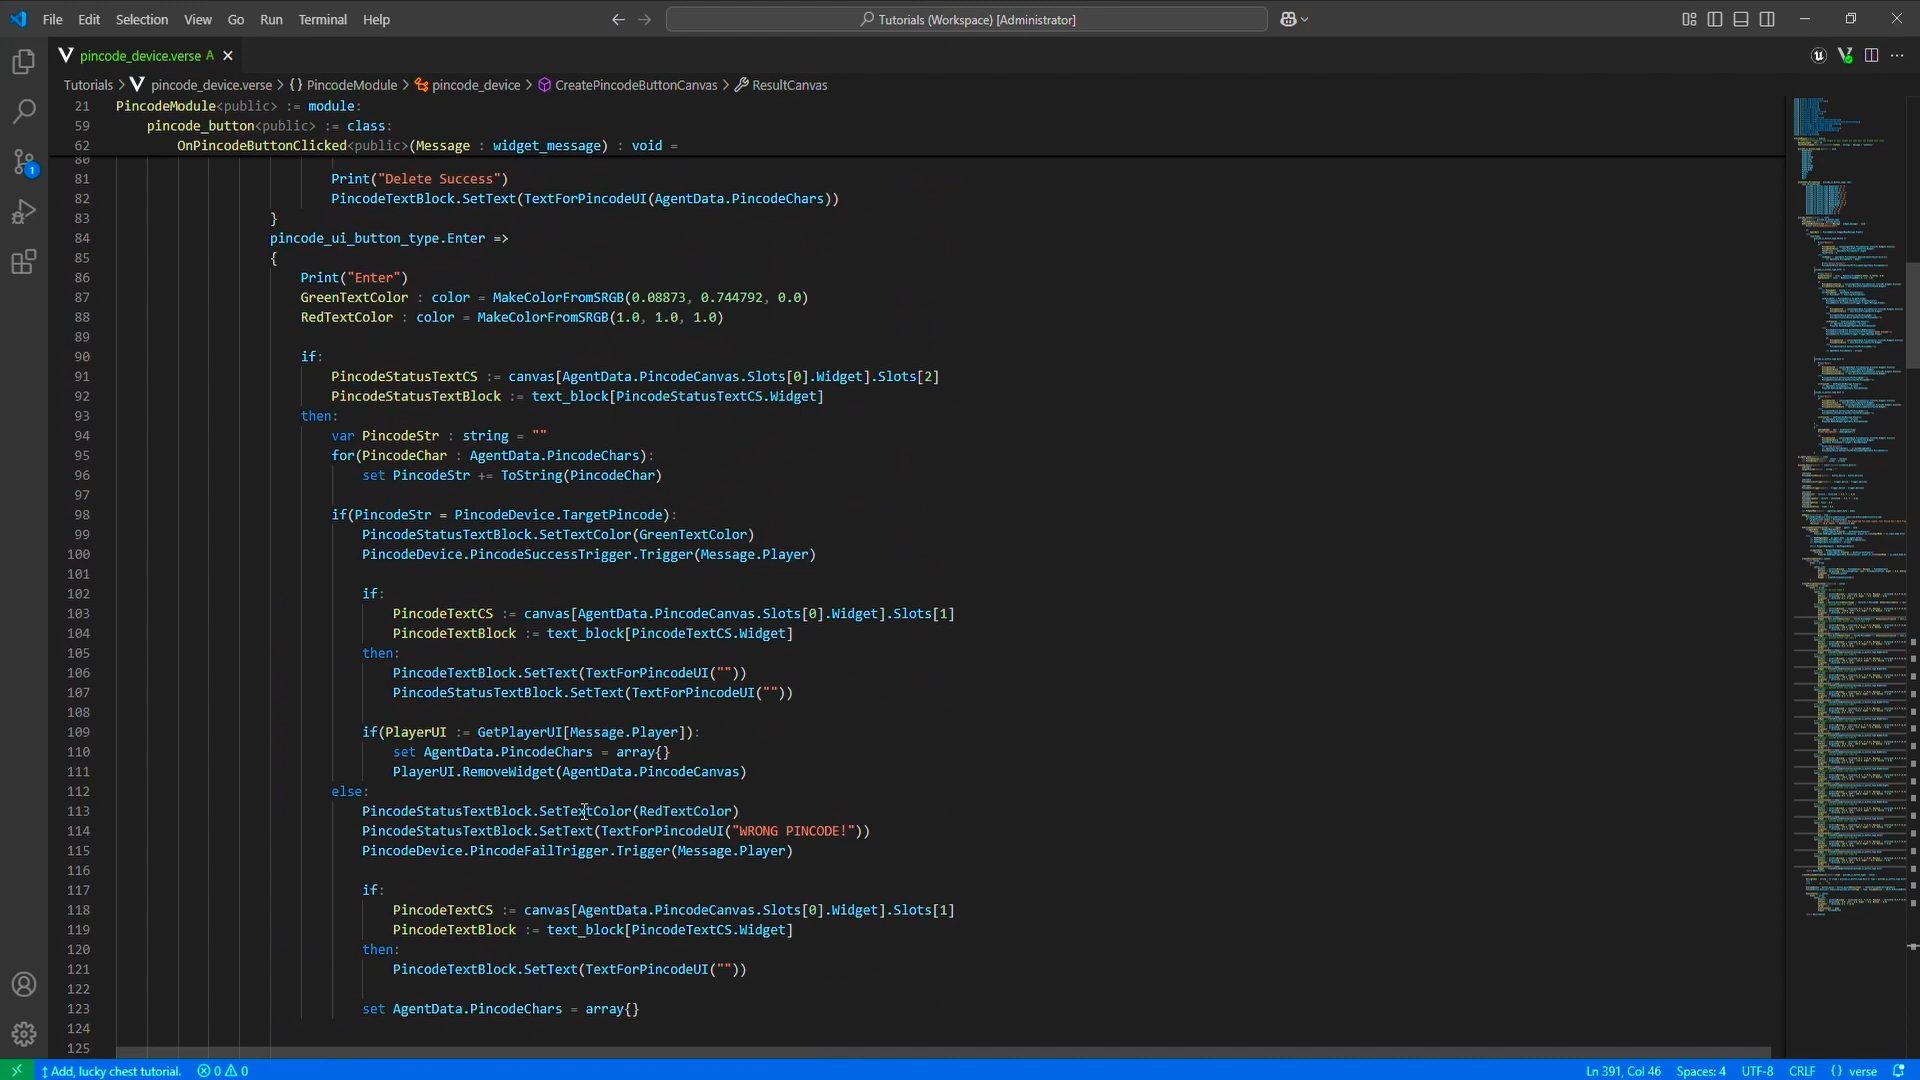 File Edit Selection View Go Run Terminal Help
Tutorials (Workspace) [Administrator]
pincode_device.verse A
Tutorials > pincode_device.verse > {} PincodeModule > pincode_device > CreatePincodeButtonCanvas > ResultCanvas
21 PincodeModule<public> := module:
59 pincode_button<public> := class:
62 OnPincodeButtonClicked<public>(Message : widget_message) : void =
80
81 Print("Delete Success")
82 PincodeTextBlock.SetText(TextForPincodeUI(AgentData.PincodeChars))
83 }
84 pincode_ui_button_type.Enter =>
85 {
86 Print("Enter")
87 GreenTextColor : color = MakeColorFromSRGB(0.08873, 0.744792, 0.0)
88 RedTextColor : color = MakeColorFromSRGB(1.0, 1.0, 1.0)
89
90 if:
91 PincodeStatusTextCS := canvas[AgentData.PincodeCanvas.Slots[0].Widget].Slots[2]
92 PincodeStatusTextBlock := text_block[PincodeStatusTextCS.Widget]
93 then:
94 var PincodeStr : string = ""
95 for(PincodeChar : AgentData.PincodeChars):
96 set PincodeStr += ToString(PincodeChar)
97
98 if(PincodeStr = PincodeDevice.TargetPincode):
99 PincodeStatusTextBlock.SetTextColor(GreenTextColor)
100 PincodeDevice.PincodeSuccessTrigger.Trigger(Message.Player)
101
102 if:
103 PincodeTextCS := canvas[AgentData.PincodeCanvas.Slots[0].Widget].Slots[1]
104 PincodeTextBlock := text_block[PincodeTextCS.Widget]
105 then:
106 PincodeTextBlock.SetText(TextForPincodeUI(""))
107 PincodeStatusTextBlock.SetText(TextForPincodeUI(""))
108
109 if(PlayerUI := GetPlayerUI[Message.Player]):
110 set AgentData.PincodeChars = array{}
111 PlayerUI.RemoveWidget(AgentData.PincodeCanvas)
112 else:
113 PincodeStatusTextBlock.SetTextColor(RedTextColor)
114 PincodeStatusTextBlock.SetText(TextForPincodeUI("WRONG PINCODE!"))
115 PincodeDevice.PincodeFailTrigger.Trigger(Message.Player)
116
117 if:
118 PincodeTextCS := canvas[AgentData.PincodeCanvas.Slots[0].Widget].Slots[1]
119 PincodeTextBlock := text_block[PincodeTextCS.Widget]
120 then:
121 PincodeTextBlock.SetText(TextForPincodeUI(""))
122
123 set AgentData.PincodeChars = array{}
124
125
1
Add, lucky chest tutorial. 0 0 Ln 391, Col 46 Spaces: 4 UTF-8 CRLF {} verse